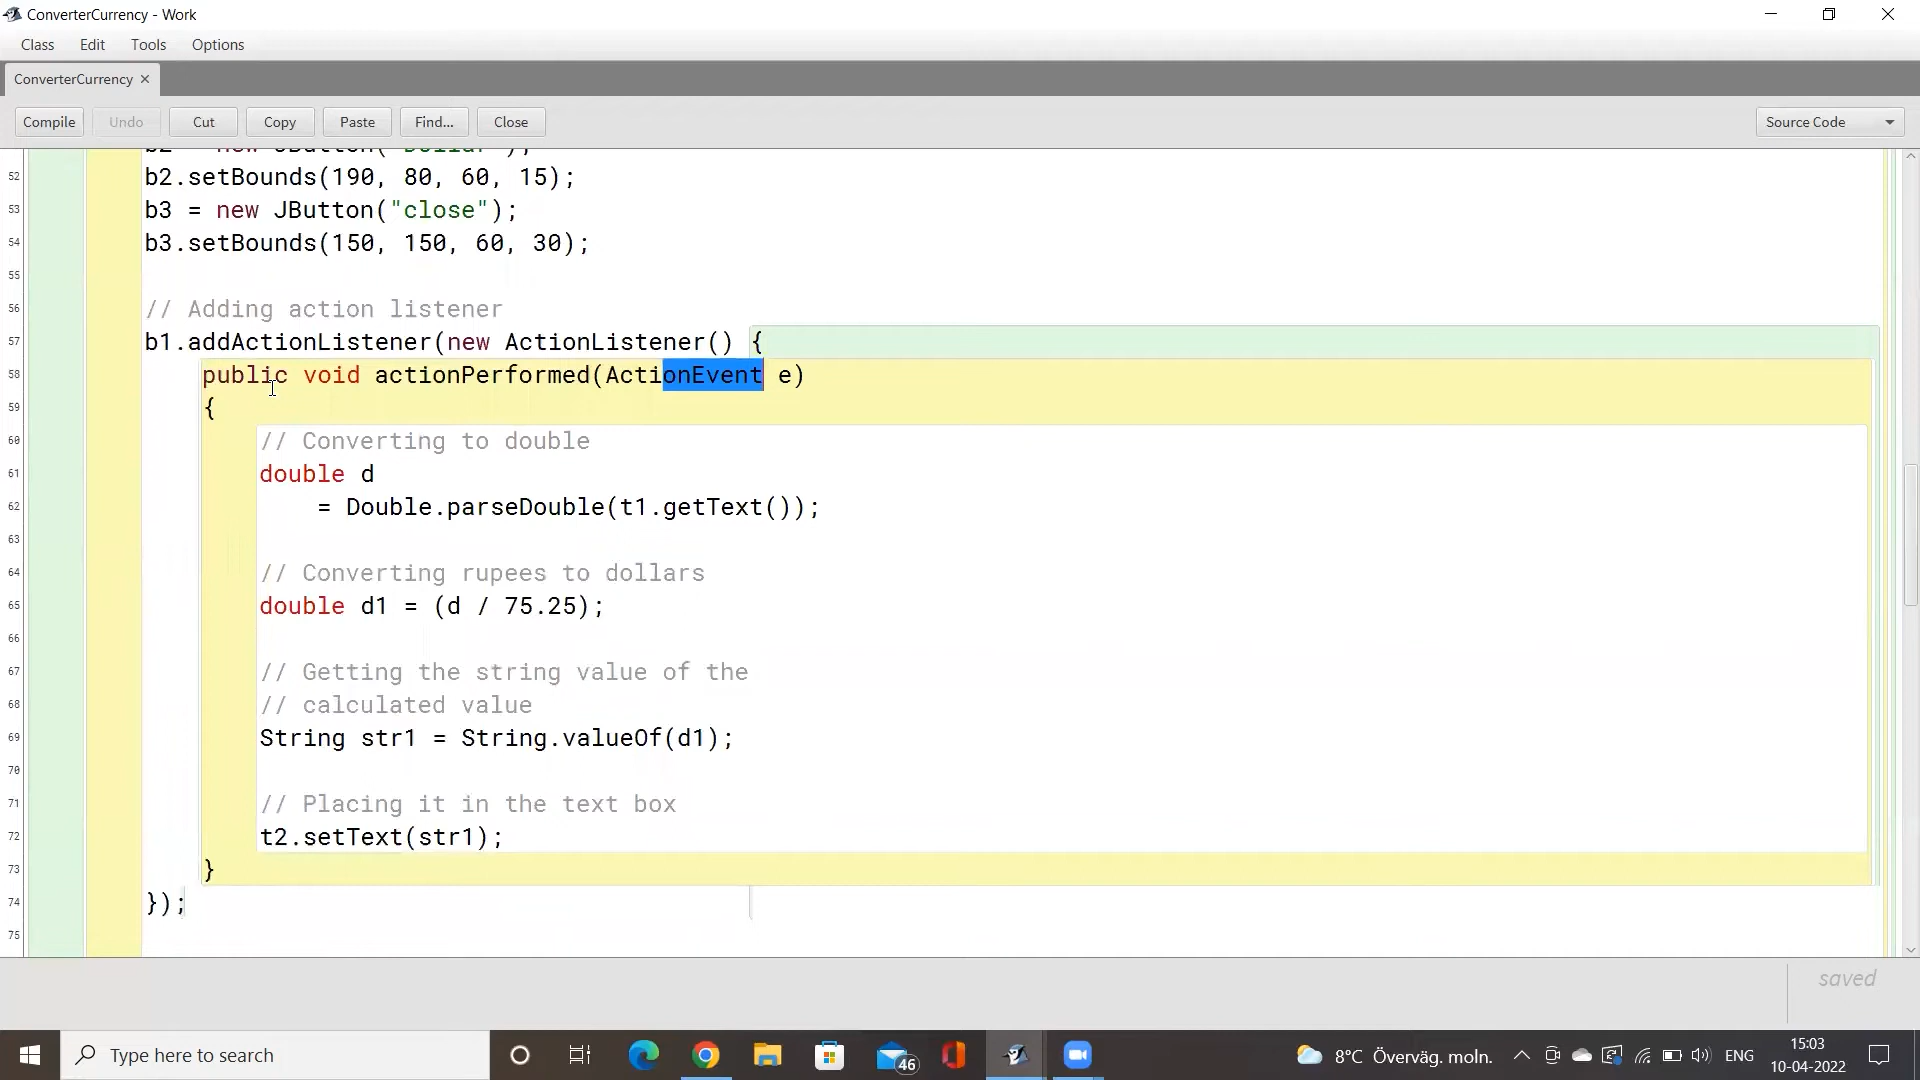 ConverterCurrency - Work
Class Edit Tools Options
ConverterCurrency ×
Compile Undo Cut Copy Paste Find... Close Source Code
52 b2.setBounds(190, 80, 60, 15);
53 b3 = new JButton("close");
54 b3.setBounds(150, 150, 60, 30);
55
56 // Adding action listener
57 b1.addActionListener(new ActionListener() {
58 public void actionPerformed(ActionEvent e)
59 {
60 // Converting to double
61 double d
62 = Double.parseDouble(t1.getText());
63
64 // Converting rupees to dollars
65 double d1 = (d / 75.25);
66
67 // Getting the string value of the
68 // calculated value
69 String str1 = String.valueOf(d1);
70
71 // Placing it in the text box
72 t2.setText(str1);
73 }
74 });
75
saved
Type here to search 46 8°C Överväg. moln. ENG 15:03
10-04-2022